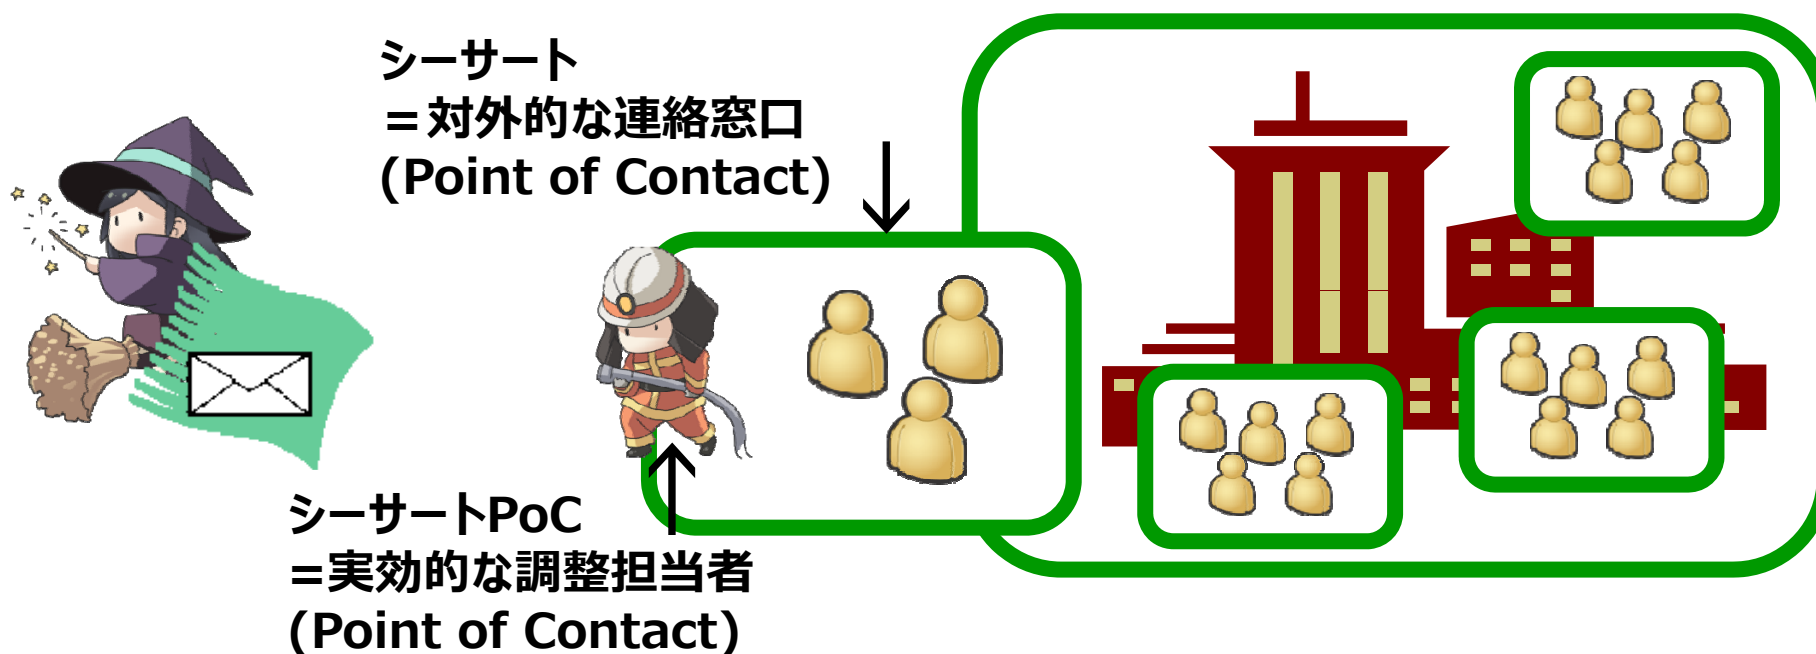 シーサート
＝対外的な連絡窓口
(Point of Contact)
シーサートPoC
=実効的な調整担当者
(Point of Contact)